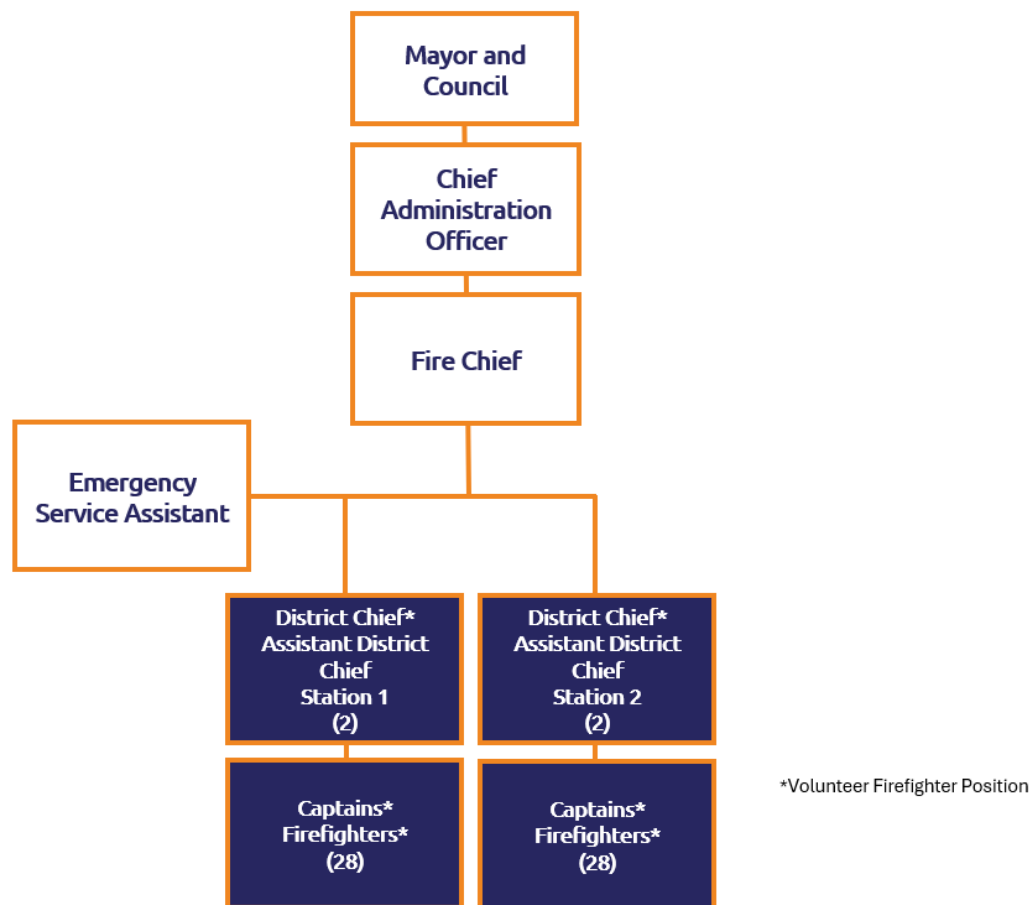 Mayor and
Council
Chief
Administration
Officer
Fire Chief
Emergency
Service Assistant
District Chief*
Assistant District
Chief
Station 1
(2)
District Chief*
Assistant District
Chief
Station 2
(2)
Captains*
Firefighters*
(28)
Captains*
Firefighters*
(28)
*Volunteer Firefighter Position